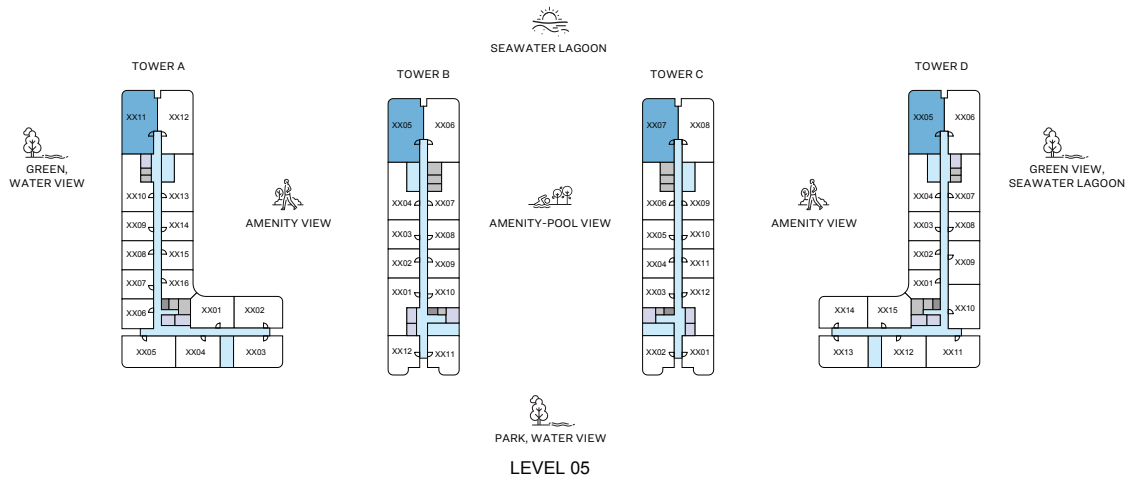 SEAWATER LAGOON
TOWER A
TOWER B
TOWER C
TOWER D
XX11
XX12
XX05
XX06
XX07
XX08
XX05
XX06
GREEN,
WATER VIEW
GREEN VIEW,
SEAWATER LAGOON
XX10
XX13
XX04
XX07
XX06
XX09
XX04
XX07
AMENITY VIEW
AMENITY-POOL VIEW
AMENITY VIEW
XX09
XX14
XX03
XX08
XX05
XX10
XX03
XX08
XX08
XX15
XX02
XX09
XX04
XX11
XX02
XX09
XX07
XX16
XX01
XX10
XX03
XX12
XX01
XX06
XX01
XX02
XX14
XX15
XX10
XX05
XX04
XX03
XX12
XX11
XX02
XX01
XX13
XX12
XX11
PARK, WATER VIEW
LEVEL 05